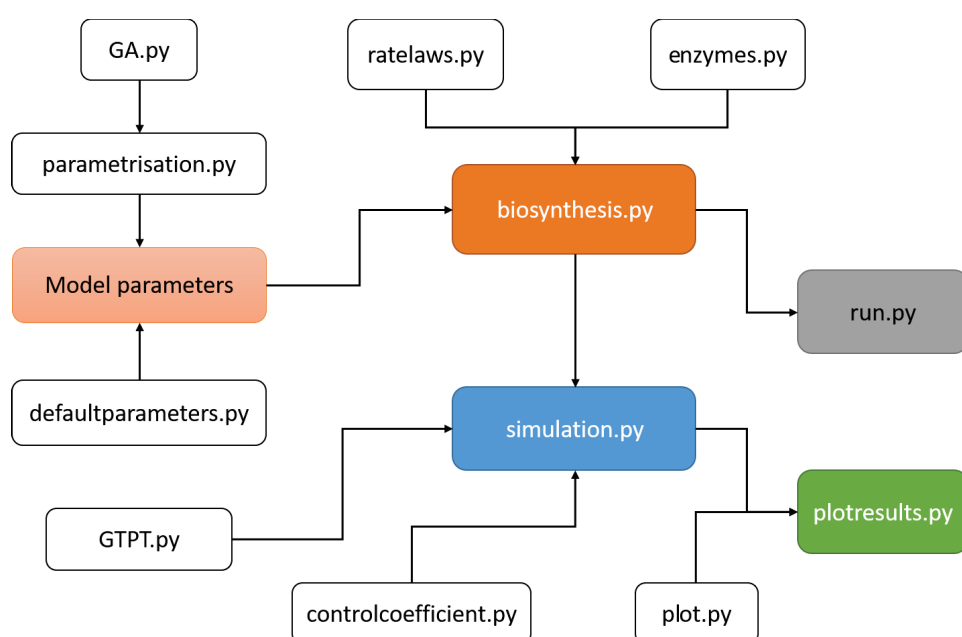 GA.py
ratelaws.py
enzymes.py
parametrisation.py
biosynthesis.py
Model parameters
run.py
defaultparameters.py
simulation.py
plotresults.py
GTPT.py
controlcoefficient.py
plot.py